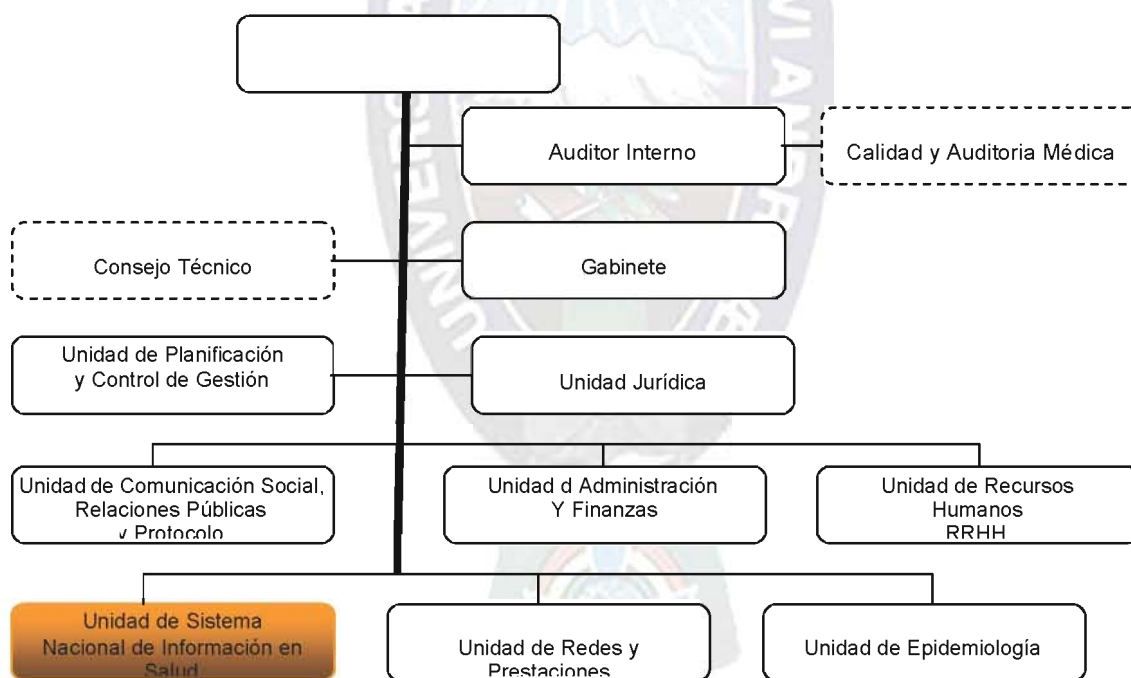 Auditor Interno
Calidad y Auditoria Médica
Consejo Técnico
Gabinete
Unidad de Planificación
y Control de Gestión
Unidad Jurídica
Unidad de Comunicación Social,
Relaciones Públicas
y Protocolo
Unidad d Administración
Y Finanzas
Unidad de Recursos
Humanos
RRHH
Unidad de Sistema
Nacional de Información en
Salud
Unidad de Redes y
Prestaciones
Unidad de Epidemiología